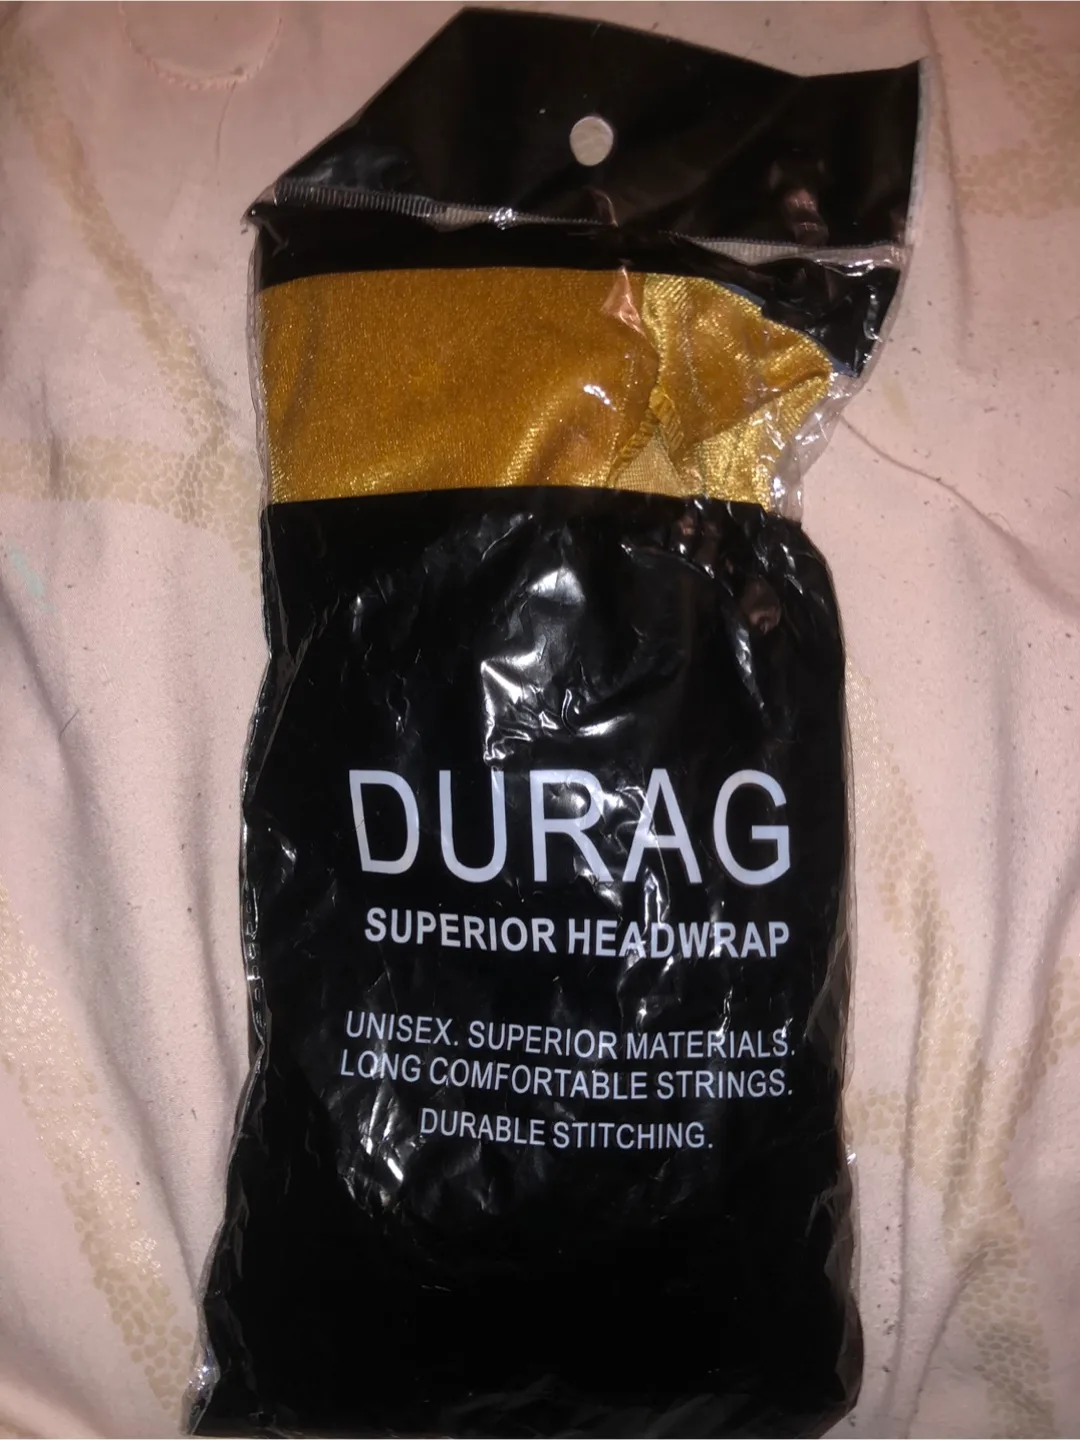 DURAG
SUPERIOR HEADWRAP
UNISEX. SUPERIOR MATERIALS.
LONG COMFORTABLE STRINGS.
DURABLE STITCHING.